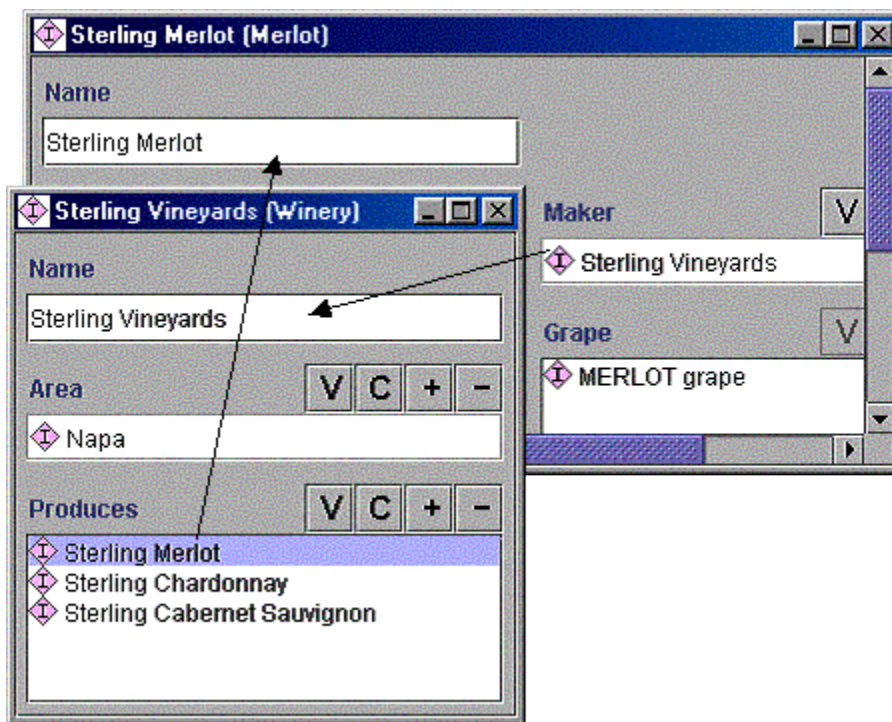 Sterling Merlot (Merlot)
Name
Sterling Merlot
Maker
V
Sterling Vineyards
Grape
V
MERLOT grape
Sterling Vineyards (Winery)
Name
Sterling Vineyards
Area
V C + −
Napa
Produces
V C + −
Sterling Merlot
Sterling Chardonnay
Sterling Cabernet Sauvignon